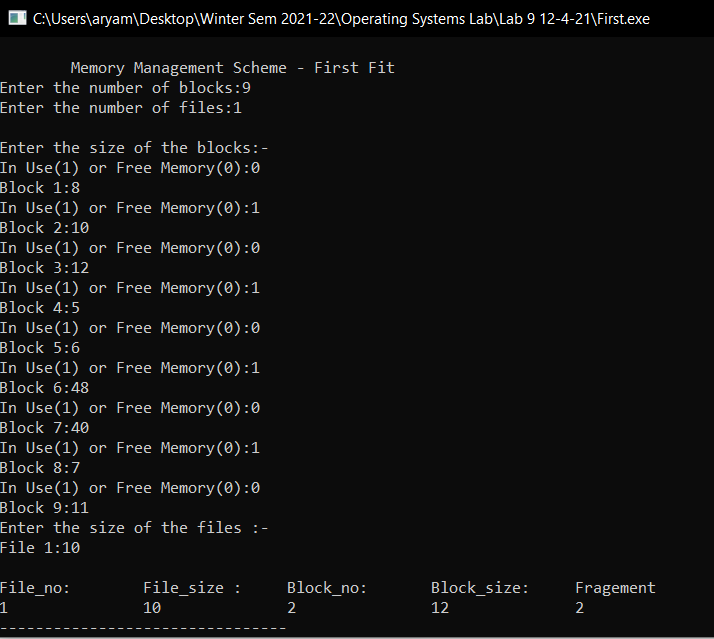 C:\Users\aryam\Desktop\Winter Sem 2021-22\Operating Systems Lab\Lab 9 12-4-21\First.exe
Memory Management Scheme - First Fit
Enter the number of blocks:9
Enter the number of files:1
Enter the size of the blocks:-
In Use(1) or Free Memory(0):0
Block 1:8
In Use(1) or Free Memory(0):1
Block 2:10
In Use(1) or Free Memory(0):0
Block 3:12
In Use(1) or Free Memory(0):1
Block 4:5
In Use(1) or Free Memory(0):0
Block 5:6
In Use(1) or Free Memory(0):1
Block 6:48
In Use(1) or Free Memory(0):0
Block 7:40
In Use(1) or Free Memory(0):1
Block 8:7
In Use(1) or Free Memory(0):0
Block 9:11
Enter the size of the files :-
File 1:10
File_no: File_size : Block_no: Block_size: Fragement
1 10 2 12 2
--------------------------------